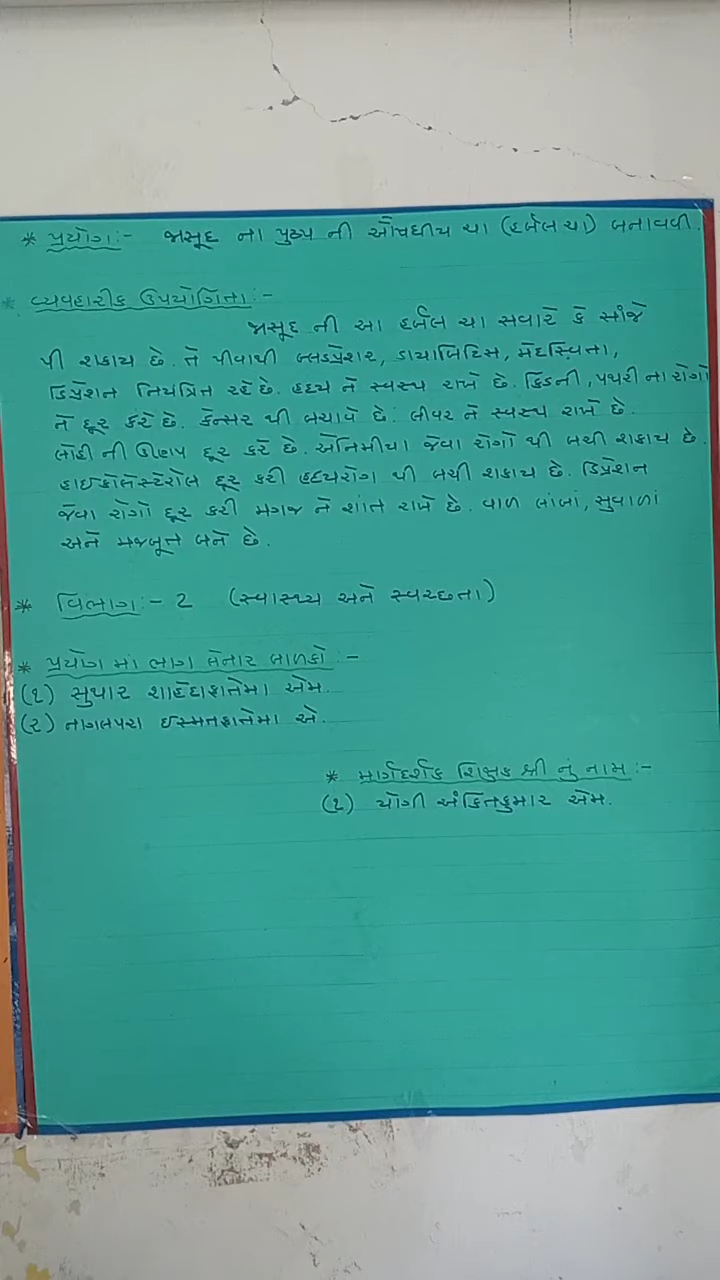 * પ્રયોગ:- જાસૂદ ના પુષ્પ ની ઔષધીય ચા (હર્બલ ચા) બનાવવી.
* વ્યવહારીક ઉપયોગિતા:-
જાસૂદ ની આ હર્બલ ચા સવારે કે સાંજે
પી શકાય છે. તે પીવાથી બ્લડપ્રેશર, ડાયાબિટિસ, મેદસ્વિતા,
ડિપ્રેશન નિયંત્રિત રહે છે. હૃદય ને સ્વસ્થ રાખે છે. કિડની, પથરી ના રોગો
ને દૂર કરે છે. કેન્સર થી બચાવે છે. લીવર ને સ્વસ્થ રાખે છે.
લોહી ની ઊણપ દૂર કરે છે. એનિમીયા જેવા રોગો થી બચી શકાય છે.
હાઈકોલેસ્ટેરોલ દૂર કરી હૃદયરોગ થી બચી શકાય છે. ડિપ્રેશન
જેવા રોગો દૂર કરી મગજ ને શાંત રાખે છે. વાળ લાંબાં, સુવાળાં
અને મજબૂત બને છે.
* વિભાગ:- 2 (સ્વાસ્થ્ય અને સ્વચ્છતા)
* પ્રયોગ માં ભાગ લેનાર બાળકો:-
(૧) સુથાર શાહેદાફાતેમા એમ.
(૨) નાગલપરા ઈસ્મતફાતેમા એ.
* માર્ગદર્શક શિક્ષક શ્રી નું નામ:-
(૧) યોગી અંકિતકુમાર એમ.